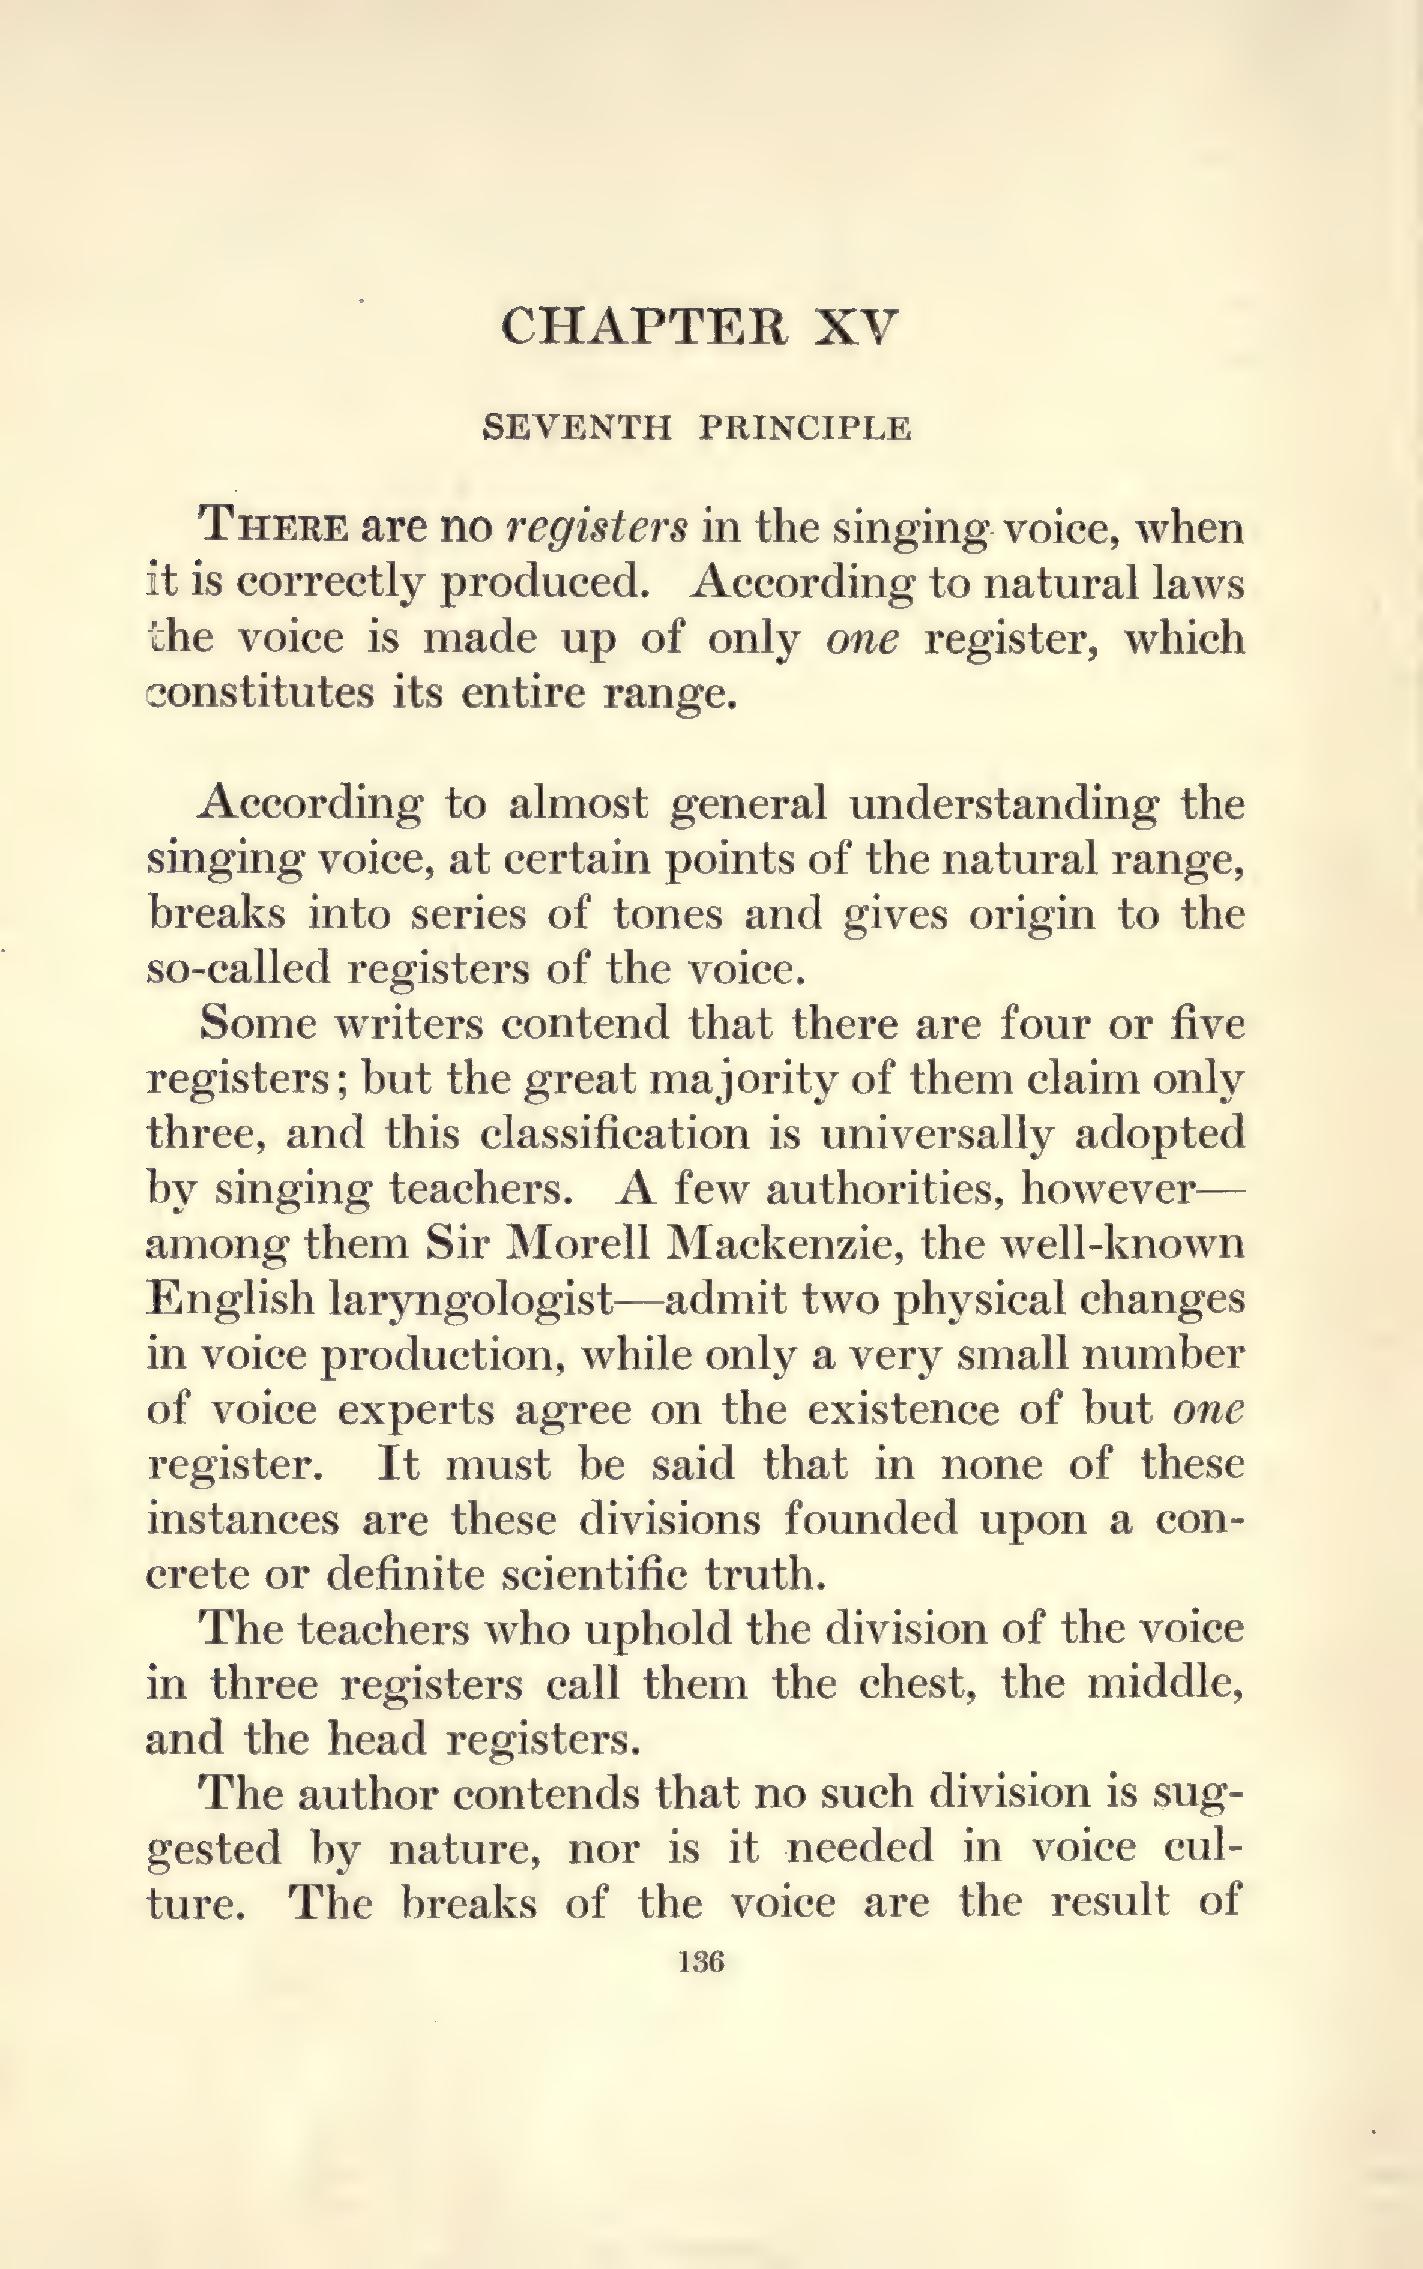 CHAPTER XV
SEVENTH PRINCIPLE
THERE are no registers in the singing voice, when
it is correctly produced. According to natural laws
the voice is made up of only one register, which
constitutes its entire range.
According to almost general understanding the
singing voice, at certain points of the natural range,
breaks into series of tones and gives origin to the
so-called registers of the voice.
Some writers contend that there are four or five
registers; but the great majority of them claim only
three, and this classification is universally adopted
by singing teachers. A few authorities, however—
among them Sir Morell Mackenzie, the well-known
English laryngologist—admit two physical changes
in voice production, while only a very small number
of voice experts agree on the existence of but one
register. It must be said that in none of these
instances are these divisions founded upon a con-
crete or definite scientific truth.
The teachers who uphold the division of the voice
in three registers call them the chest, the middle,
and the head registers.
The author contends that no such division is sug-
gested by nature, nor is it needed in voice cul-
ture. The breaks of the voice are the result of
136